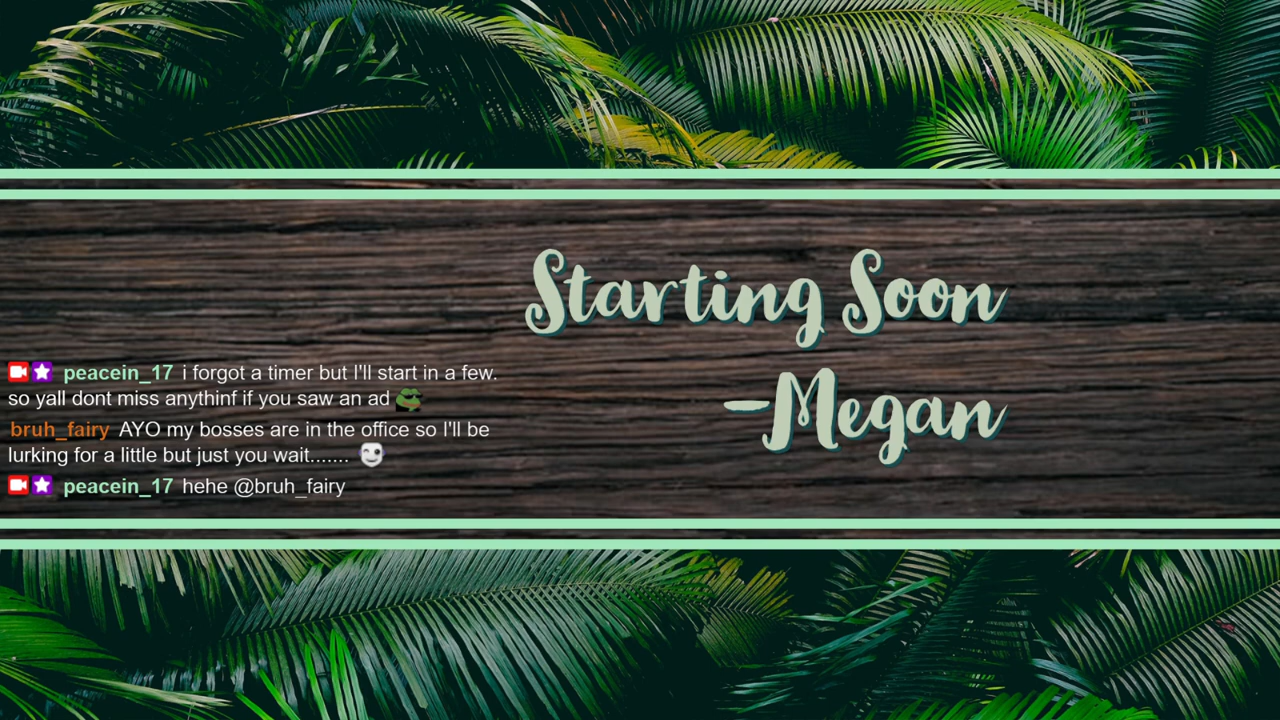 Starting Soon
-Megan
peacein_17 i forgot a timer but I'll start in a few.
so yall dont miss anythinf if you saw an ad
bruh_fairy AYO my bosses are in the office so I'll be
lurking for a little but just you wait.......
peacein_17 hehe @bruh_fairy